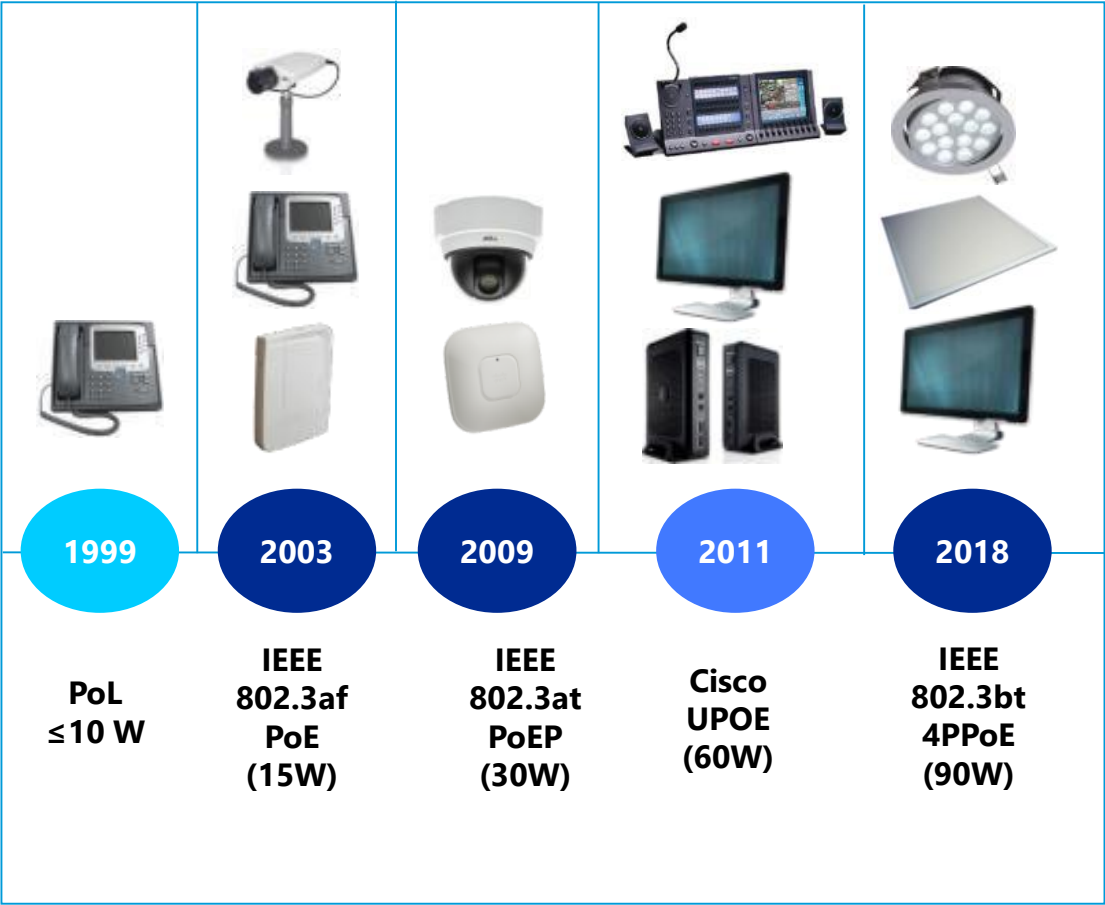 1999
2003
2009
2011
2018
PoL
≤10 W
IEEE
802.3af
PoE
(15W)
IEEE
802.3at
PoEP
(30W)
Cisco
UPOE
(60W)
IEEE
802.3bt
4PPoE
(90W)